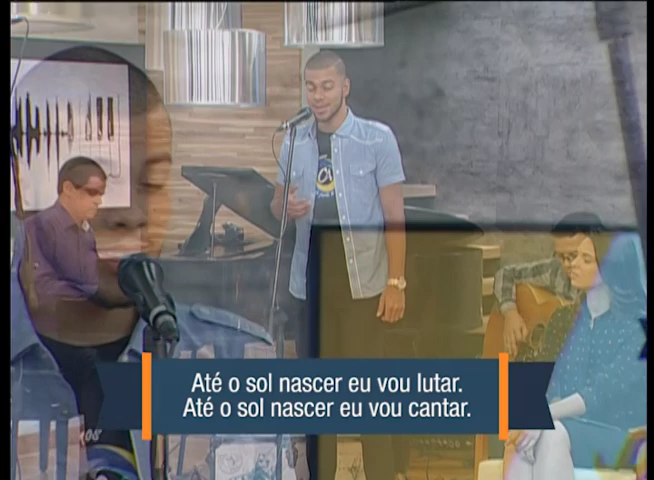 Até o sol nascer eu vou lutar.
Até o sol nascer eu vou cantar.